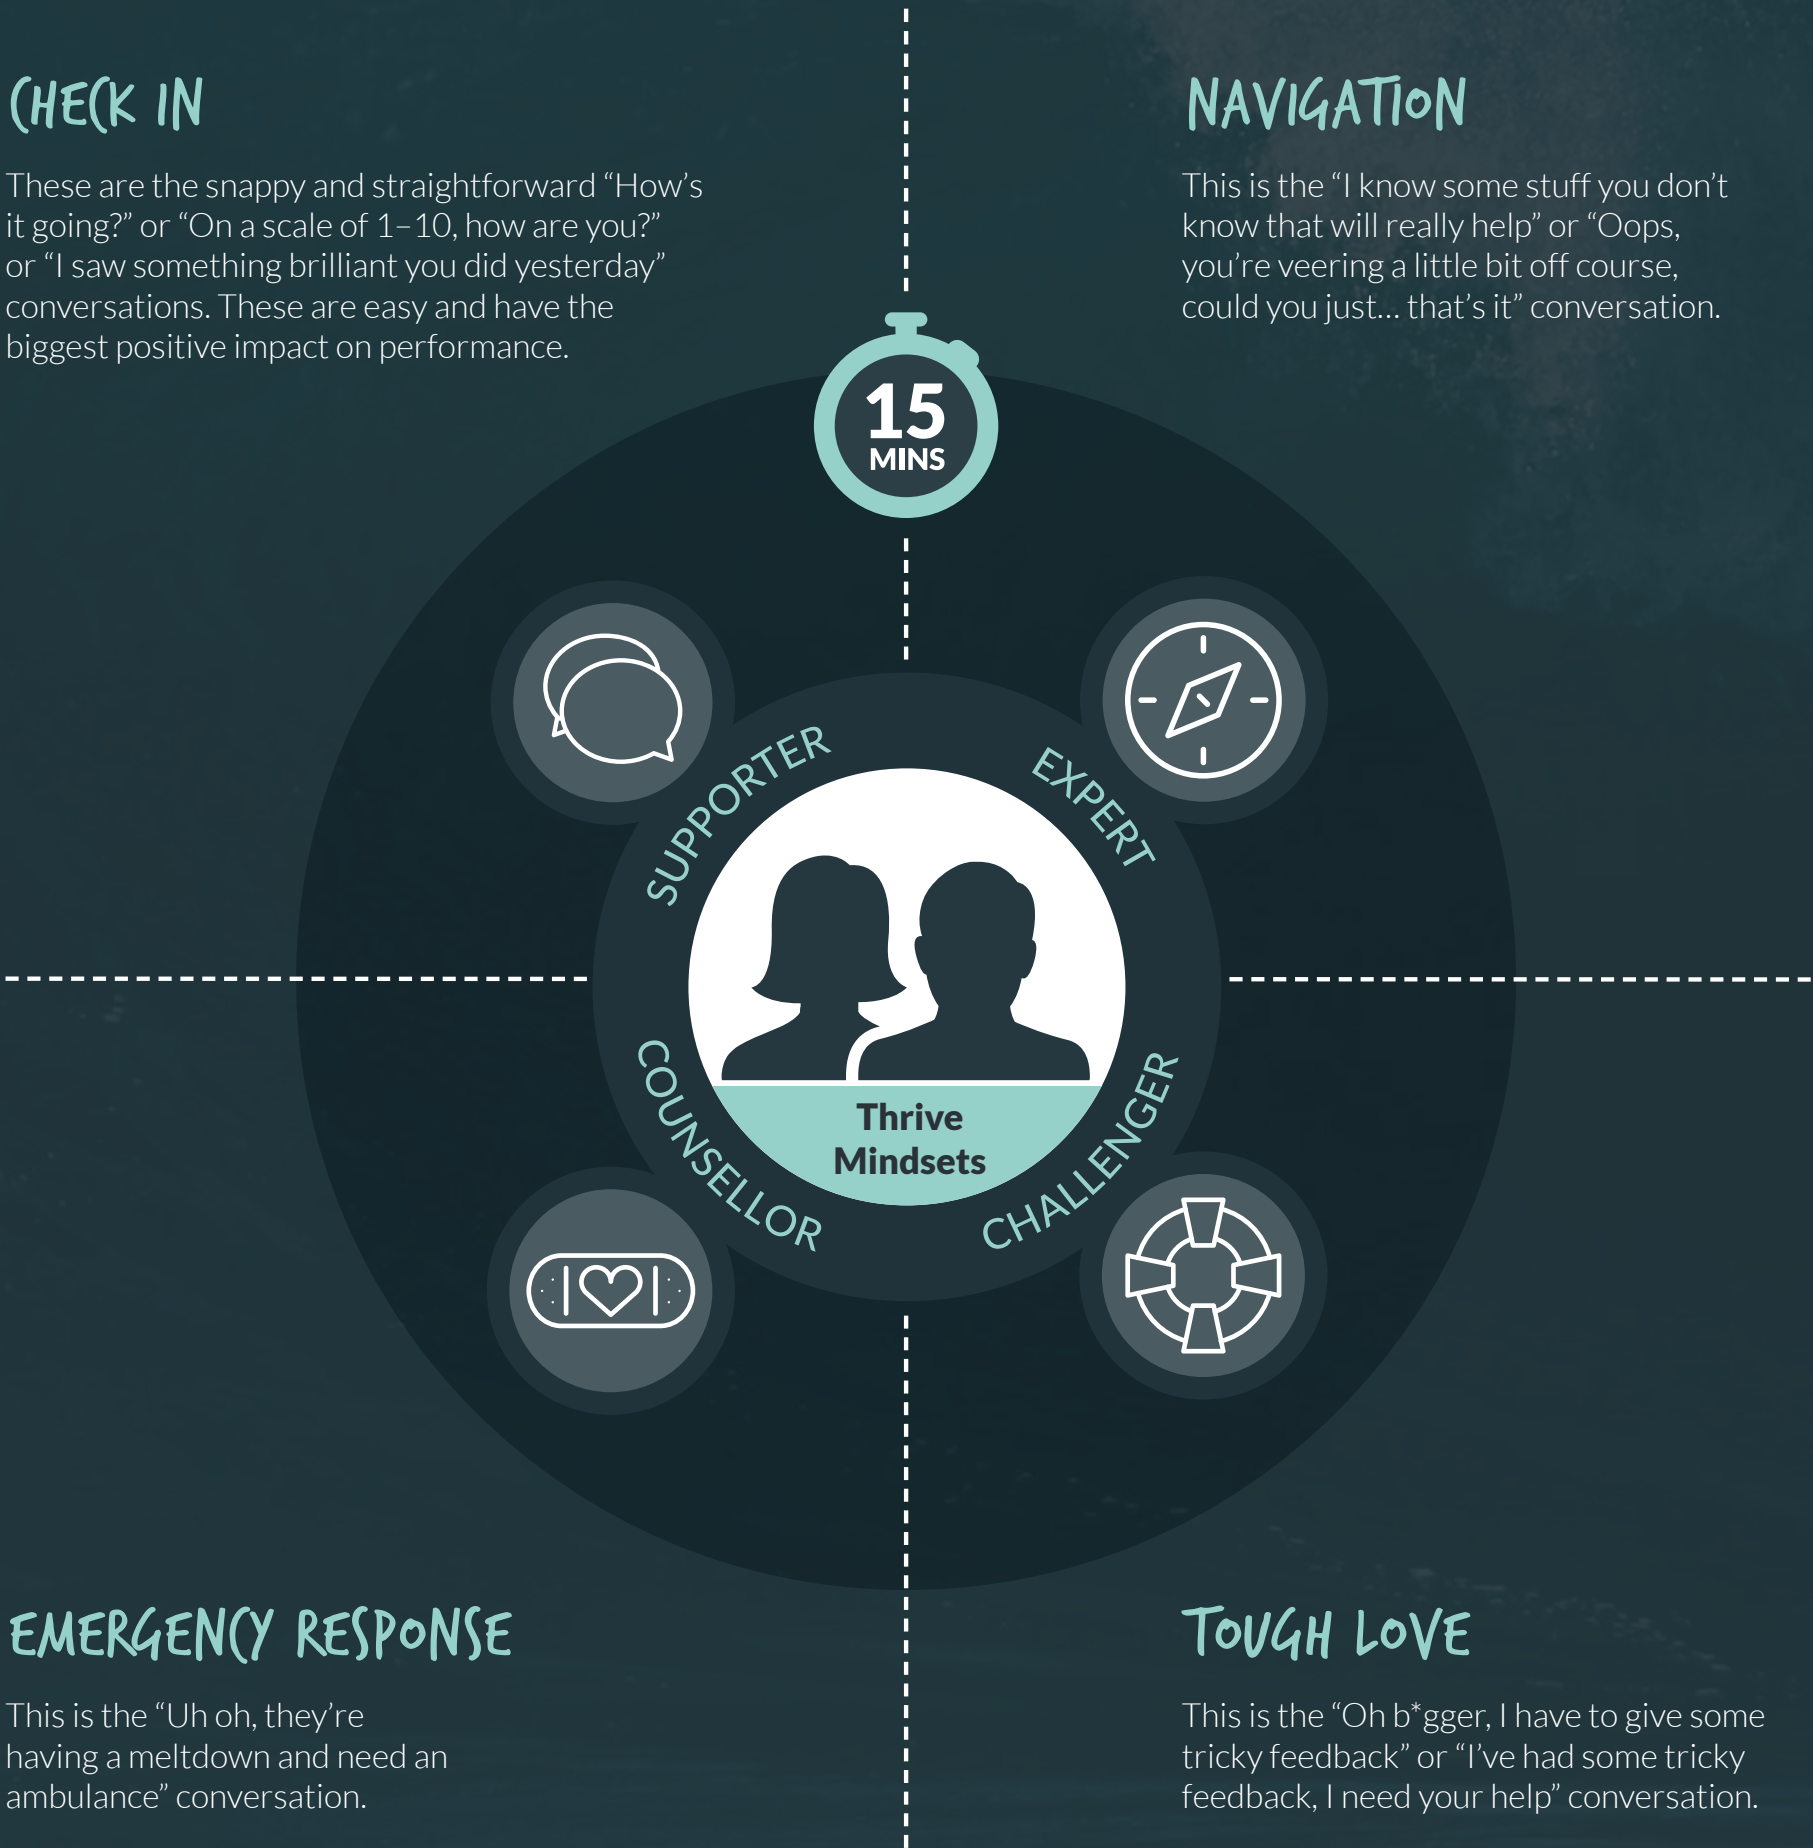 CHECK IN
These are the snappy and straightforward “How’s
it going?” or “On a scale of 1–10, how are you?”
or “I saw something brilliant you did yesterday”
conversations. These are easy and have the
biggest positive impact on performance.
NAVIGATION
This is the “I know some stuff you don’t
know that will really help” or “Oops,
you’re veering a little bit off course,
could you just... that’s it” conversation.
15
MINS
SUPPORTER
EXPERT
Thrive
Mindsets
COUNSELLOR
CHALLENGER
EMERGENCY RESPONSE
This is the “Uh oh, they’re
having a meltdown and need an
ambulance” conversation.
TOUGH LOVE
This is the “Oh b*gger, I have to give some
tricky feedback” or “I’ve had some tricky
feedback, I need your help” conversation.